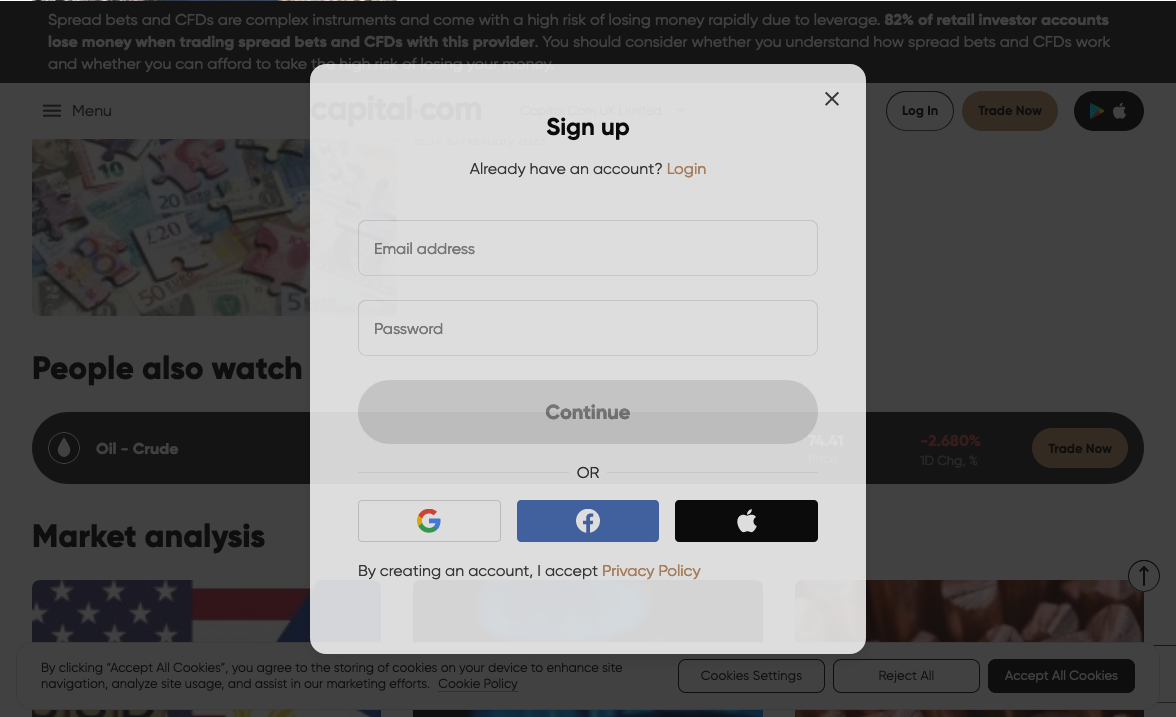 Spread bets and CFDs are complex instruments and come with a high risk of losing money rapidly due to leverage. 82% of retail investor accounts
lose money when trading spread bets and CFDs with this provider. You should consider whether you understand how spread bets and CFDs work
and whether you can afford to take the high risk of losing your money.
Menu
capital.com
Capital Com UK Limited
Log In
Trade Now
Sign up
Already have an account? Login
10
20
£20
50
5
Email address
Password
People also watch
Continue
Oil - Crude
74.41
-2.680%
1D Chg, %
Trade Now
OR
Market analysis
By creating an account, I accept Privacy Policy
By clicking “Accept All Cookies”, you agree to the storing of cookies on your device to enhance site
navigation, analyze site usage, and assist in our marketing efforts. Cookie Policy
Cookies Settings
Reject All
Accept All Cookies